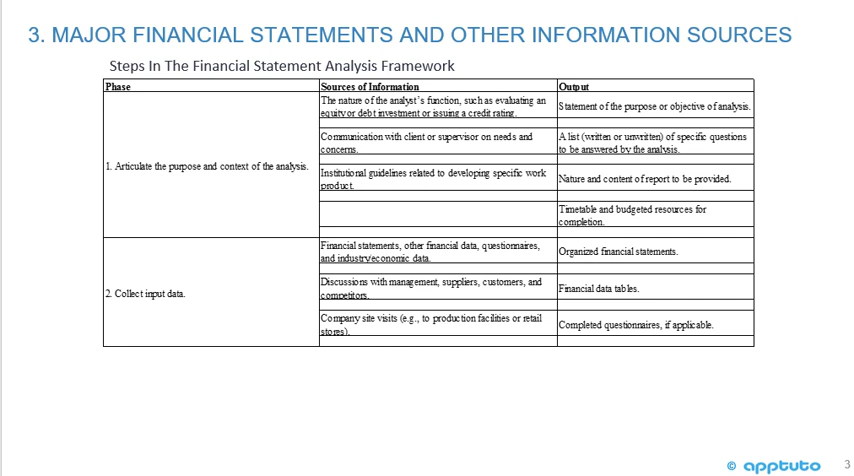 3. MAJOR FINANCIAL STATEMENTS AND OTHER INFORMATION SOURCES
Steps In The Financial Statement Analysis Framework
Phase Sources of Information Output
1. Articulate the purpose and context of the analysis.
The nature of the analyst's function, such as evaluating an
equity or debt investment or issuing a credit rating.
Statement of the purpose or objective of analysis.
Communication with client or supervisor on needs and
concerns.
A list (written or unwritten) of specific questions
to be answered by the analysis.
Institutional guidelines related to developing specific work
product.
Nature and content of report to be provided.
Timetable and budgeted resources for
completion.
2. Collect input data.
Financial statements, other financial data, questionnaires,
and industry/economic data.
Organized financial statements.
Discussions with management, suppliers, customers, and
competitors.
Financial data tables.
Company site visits (e.g., to production facilities or retail
stores).
Completed questionnaires, if applicable.
© apptuto 3